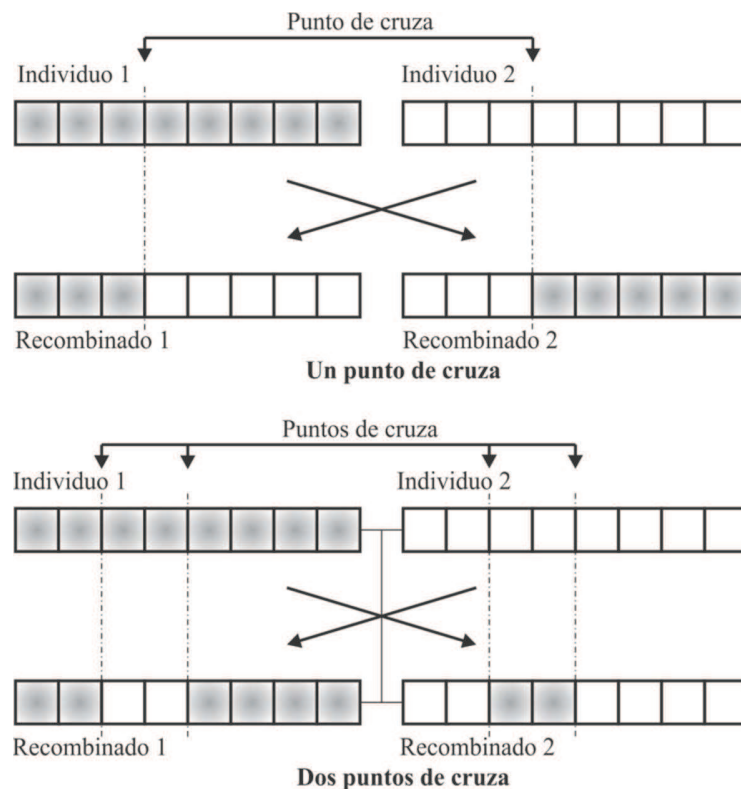 Punto de cruza
Individuo 1
Individuo 2
Recombinado 1
Recombinado 2
Un punto de cruza
Puntos de cruza
Individuo 1
Individuo 2
Recombinado 1
Recombinado 2
Dos puntos de cruza